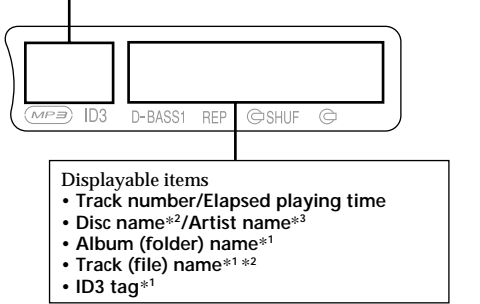 MP3 ID3 D-BASS1 REP SHUF
Displayable items
• Track number/Elapsed playing time
• Disc name*2/Artist name*3
• Album (folder) name*1
• Track (file) name*1 *2
• ID3 tag*1